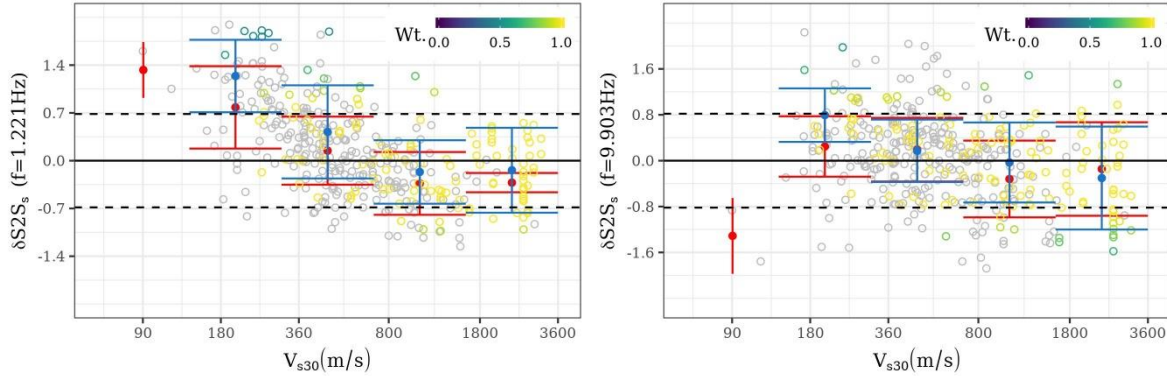 Wt.
0.0 0.5 1.0
δS2Sₛ (f=1.221Hz)
1.4
0.7
0.0
-0.7
-1.4
90 180 360 800 1800 3600
Vₛ₃₀(m/s)
Wt.
0.0 0.5 1.0
δS2Sₛ (f=9.903Hz)
1.6
0.8
0.0
-0.8
-1.6
90 180 360 800 1800 3600
Vₛ₃₀(m/s)